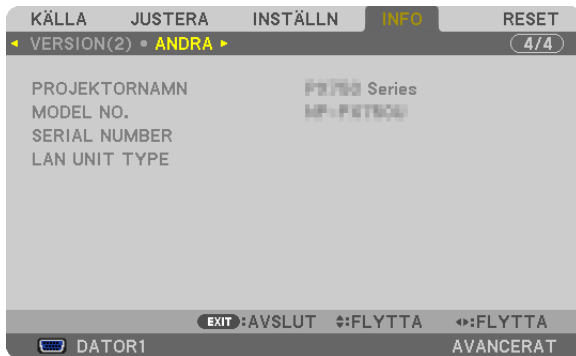 KÄLLA JUSTERA INSTÄLLN INFO RESET
VERSION(2) • ANDRA 4/4
PROJEKTORNAMN Series
MODEL NO.
SERIAL NUMBER
LAN UNIT TYPE
EXIT:AVSLUT :FLYTTA :FLYTTA
DATOR1 AVANCERAT